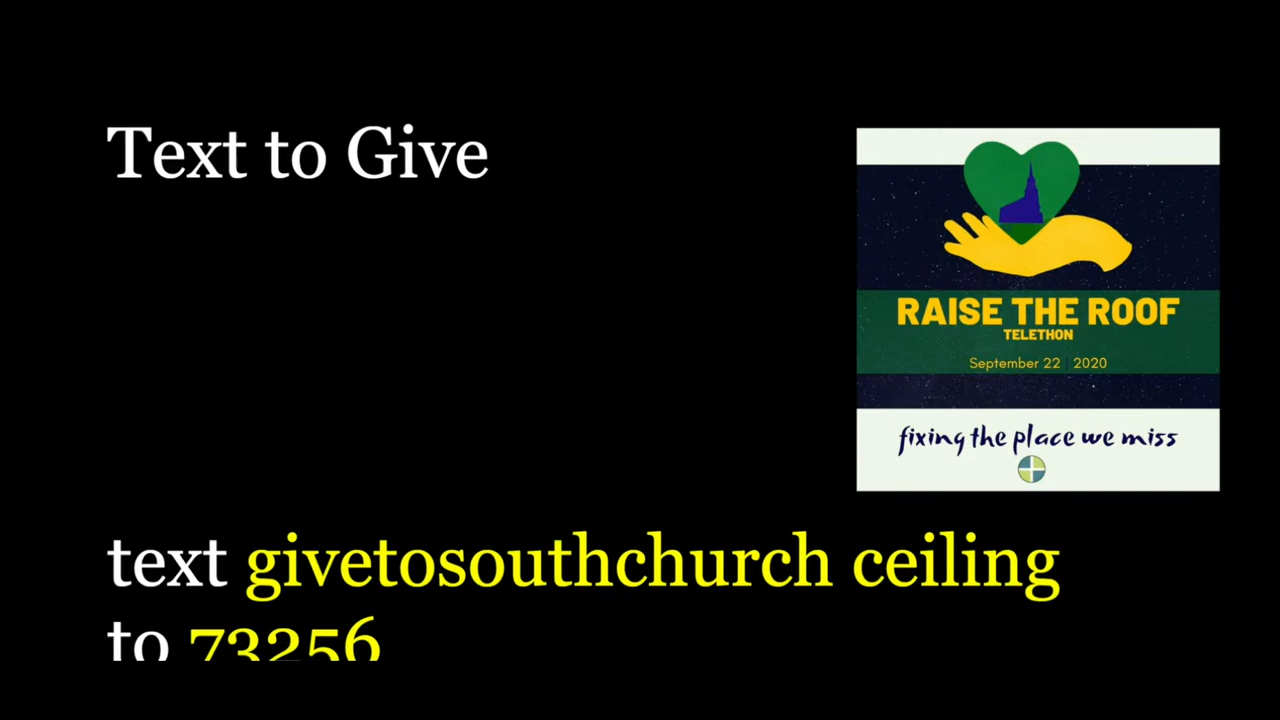 Text to Give
RAISE THE ROOF
TELETHON
September 22 | 2020
fixing the place we miss
text givetosouthchurch ceiling
to 73256